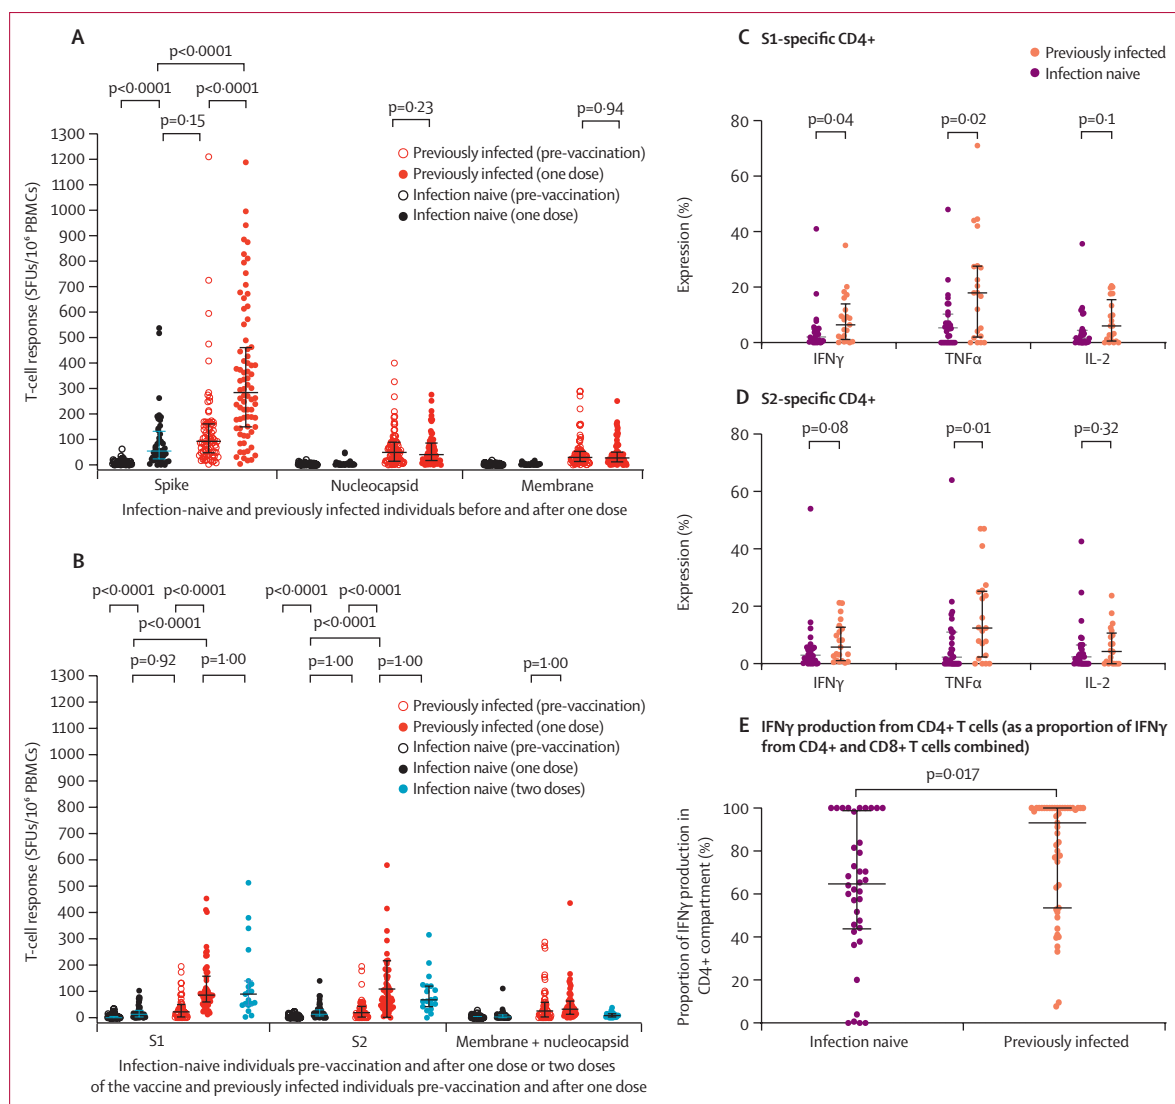 A
p<0·0001
p<0·0001
p<0·0001
p=0·15
p=0·23
p=0·94
1300
1200
1100
1000
900
800
700
600
500
400
300
200
100
0
T-cell response (SFUs/10⁶ PBMCs)
Previously infected (pre-vaccination)
Previously infected (one dose)
Infection naive (pre-vaccination)
Infection naive (one dose)
Spike
Nucleocapsid
Membrane
Infection-naive and previously infected individuals before and after one dose
B
p<0·0001
p<0·0001
p<0·0001
p=0·92
p=1·00
p<0·0001
p<0·0001
p<0·0001
p=1·00
p=1·00
p=1·00
1300
1200
1100
1000
900
800
700
600
500
400
300
200
100
0
T-cell response (SFUs/10⁶ PBMCs)
Previously infected (pre-vaccination)
Previously infected (one dose)
Infection naive (pre-vaccination)
Infection naive (one dose)
Infection naive (two doses)
S1
S2
Membrane + nucleocapsid
Infection-naive individuals pre-vaccination and after one dose or two doses
of the vaccine and previously infected individuals pre-vaccination and after one dose
C S1-specific CD4+
Previously infected
Infection naive
p=0·04
p=0·02
p=0·1
80
60
40
20
0
Expression (%)
IFNγ
TNFα
IL-2
D S2-specific CD4+
p=0·08
p=0·01
p=0·32
80
60
40
20
0
Expression (%)
IFNγ
TNFα
IL-2
E IFNγ production from CD4+ T cells (as a proportion of IFNγ
from CD4+ and CD8+ T cells combined)
p=0·017
100
80
60
40
20
0
Proportion of IFNγ production in
CD4+ compartment (%)
Infection naive
Previously infected